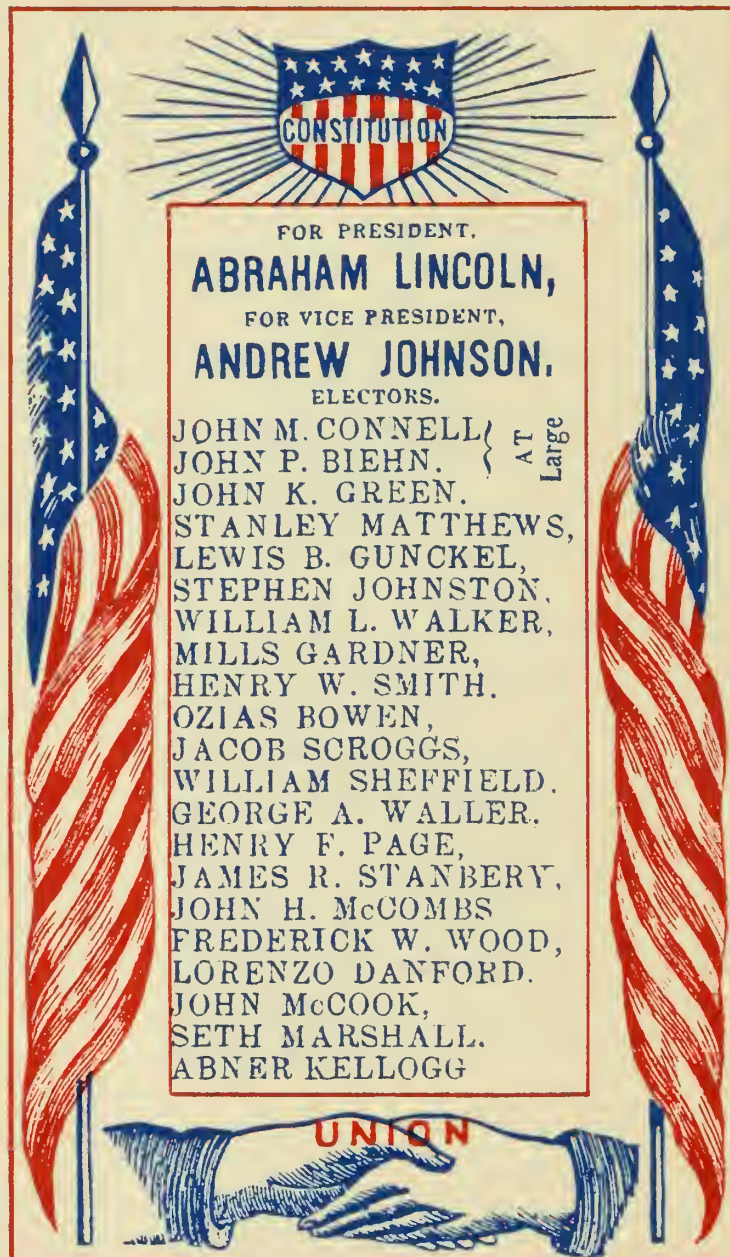 CONSTITUTION
FOR PRESIDENT,
ABRAHAM LINCOLN,
FOR VICE PRESIDENT,
ANDREW JOHNSON.
ELECTORS.
JOHN M. CONNELL
JOHN P. BIEHN.
AT
Large
JOHN K. GREEN.
STANLEY MATTHEWS,
LEWIS B. GUNCKEL,
STEPHEN JOHNSTON.
WILLIAM L. WALKER,
MILLS GARDNER,
HENRY W. SMITH.
OZIAS BOWEN,
JACOB SCROGGS,
WILLIAM SHEFFIELD.
GEORGE A. WALLER.
HENRY F. PAGE,
JAMES R. STANBERY,
JOHN H. McCOMBS
FREDERICK W. WOOD,
LORENZO DANFORD.
JOHN McCOOK,
SETH MARSHALL.
ABNER KELLOGG
UNION